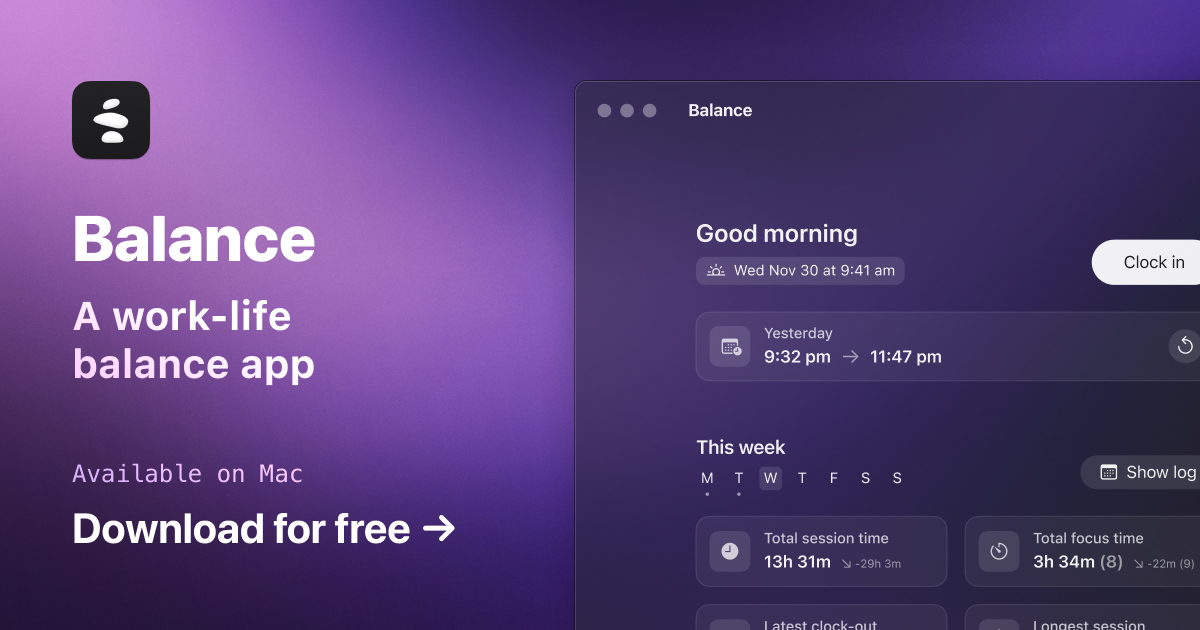 Balance
A work-life
balance app
Available on Mac
Download for free →
Balance
Good morning
Wed Nov 30 at 9:41 am
Clock in
Yesterday
9:32 pm → 11:47 pm
This week
M T W T F S S
Show log
Total session time
13h 31m ↘ -29h 3m
Total focus time
3h 34m (8) ↘ -22m (9)
Latest clock-out
Longest session